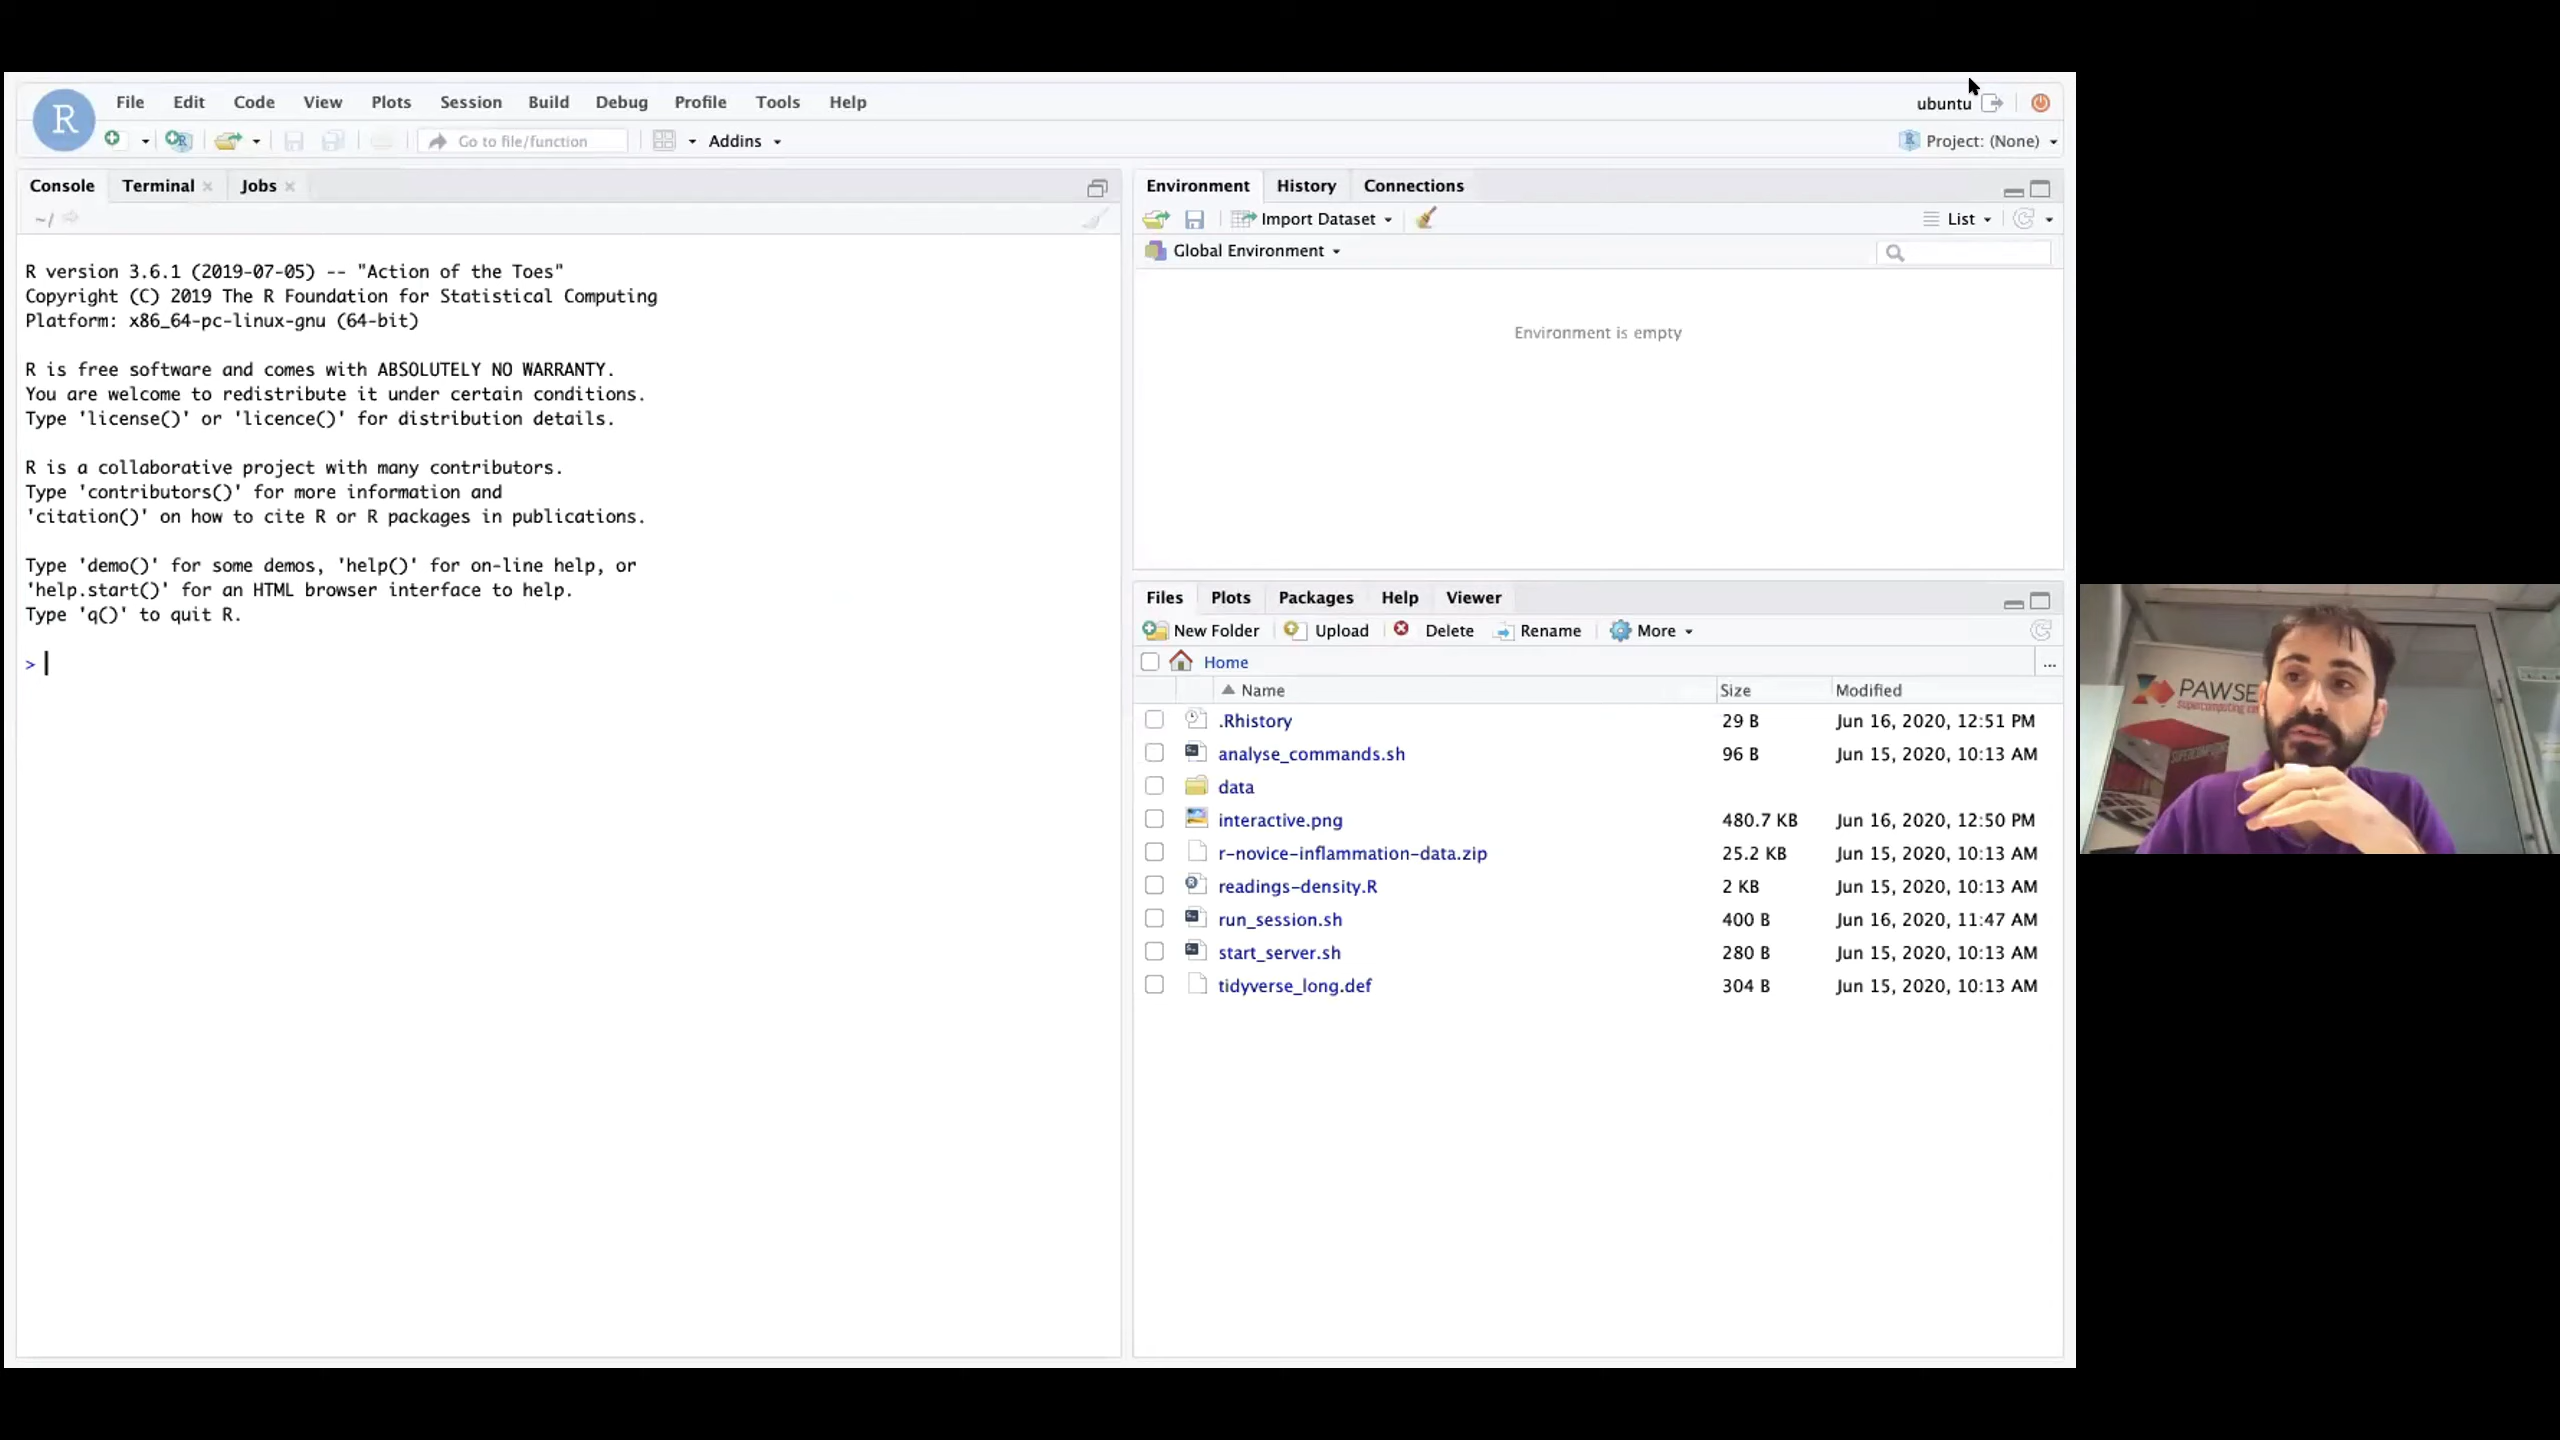 File Edit Code View Plots Session Build Debug Profile Tools Help
ubuntu
R
Go to file/function
Addins
Project: (None)
Console Terminal Jobs
~/
R version 3.6.1 (2019-07-05) -- "Action of the Toes"
Copyright (C) 2019 The R Foundation for Statistical Computing
Platform: x86_64-pc-linux-gnu (64-bit)
R is free software and comes with ABSOLUTELY NO WARRANTY.
You are welcome to redistribute it under certain conditions.
Type 'license()' or 'licence()' for distribution details.
R is a collaborative project with many contributors.
Type 'contributors()' for more information and
'citation()' on how to cite R or R packages in publications.
Type 'demo()' for some demos, 'help()' for on-line help, or
'help.start()' for an HTML browser interface to help.
Type 'q()' to quit R.
>
Environment History Connections
Import Dataset
List
Global Environment
Environment is empty
Files Plots Packages Help Viewer
New Folder Upload Delete Rename More
Home
...
Name Size Modified
.Rhistory 29 B Jun 16, 2020, 12:51 PM
analyse_commands.sh 96 B Jun 15, 2020, 10:13 AM
data
interactive.png 480.7 KB Jun 16, 2020, 12:50 PM
r-novice-inflammation-data.zip 25.2 KB Jun 15, 2020, 10:13 AM
readings-density.R 2 KB Jun 15, 2020, 10:13 AM
run_session.sh 400 B Jun 16, 2020, 11:47 AM
start_server.sh 280 B Jun 15, 2020, 10:13 AM
tidyverse_long.def 304 B Jun 15, 2020, 10:13 AM
PAWSE
supercomputing